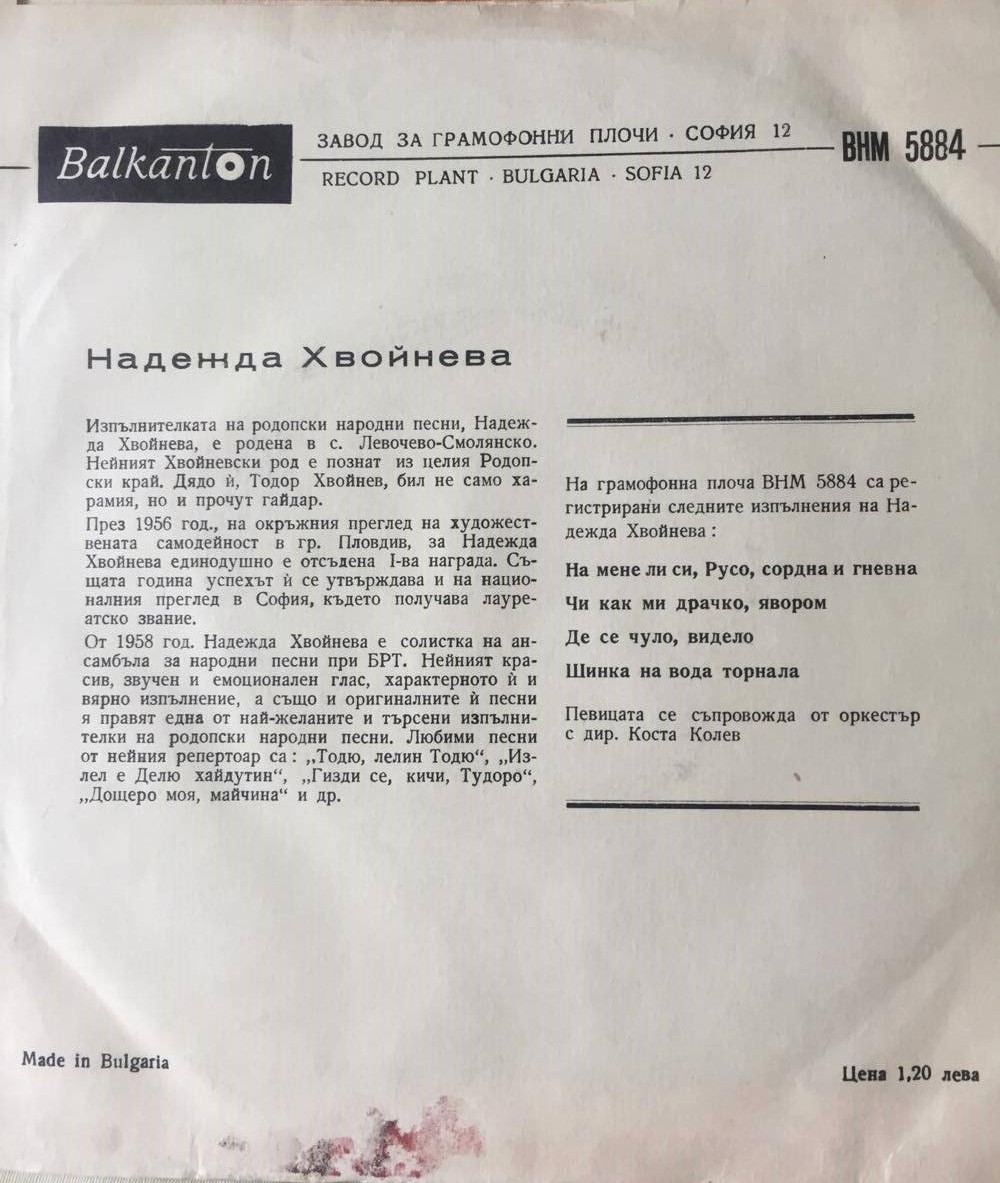 Balkanton
ЗАВОД ЗА ГРАМОФОННИ ПЛОЧИ · СОФИЯ 12
RECORD PLANT · BULGARIA · SOFIA 12
ВНМ 5884
Надежда Хвойнева
Изпълнителката на родопски народни песни, Надеж-
да Хвойнева, е родена в с. Левочево-Смолянско.
Нейният Хвойневски род е познат из целия Родоп-
ски край. Дядо ѝ, Тодор Хвойнев, бил не само ха-
рамия, но и прочут гайдар.
През 1956 год., на окръжния преглед на художест-
вената самодейност в гр. Пловдив, за Надежда
Хвойнева единодушно е отсъдена I-ва награда. Съ-
щата година успехът ѝ се утвърждава и на нацио-
налния преглед в София, където получава лауре-
атско звание.
От 1958 год. Надежда Хвойнева е солистка на ан-
самбъла за народни песни при БРТ. Нейният кра-
сив, звучен и емоционален глас, характерното ѝ и
вярно изпълнение, а също и оригиналните ѝ песни
я правят една от най-желаните и търсени изпълни-
телки на родопски народни песни. Любими песни
от нейния репертоар са : „Тодю, лелин Тодю“, „Из-
лел е Делю хайдутин“, „Гизди се, кичи, Тудоро“,
„Дощеро моя, майчина“ и др.
На грамофонна плоча ВНМ 5884 са ре-
гистрирани следните изпълнения на На-
дежда Хвойнева :
На мене ли си, Русо, сордна и гневна
Чи как ми драчко, явором
Де се чуло, видело
Шинка на вода торнала
Певицата се съпровожда от оркестър
с дир. Коста Колев
Made in Bulgaria
Цена 1,20 лева